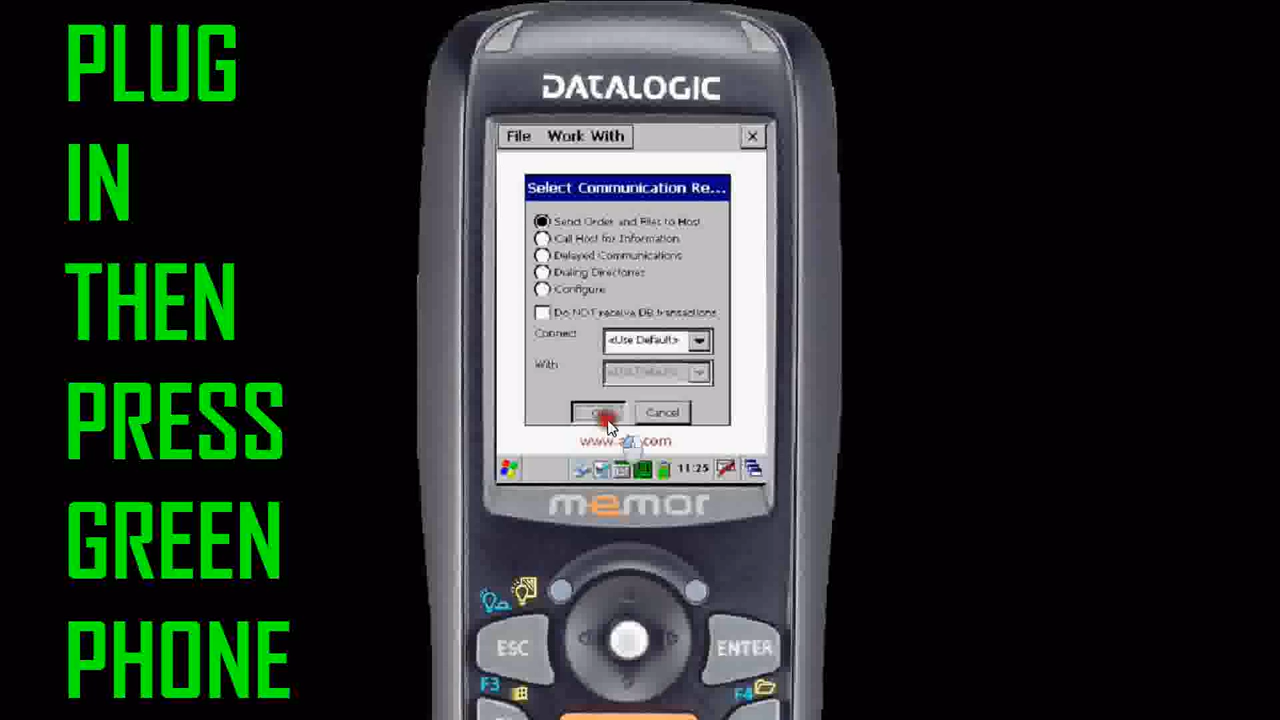 PLUG
IN
THEN
PRESS
GREEN
PHONE
DATALOGIC
File Work With
Select Communication Re...
Send Order and Files to Host
Call Host for Information
Delayed Communications
Dialing Directories
Configure
Do NOT receive DB transactions
Connect <Use Default>
With <Use Default>
Cancel
11:25
memor
ESC
ENTER
F3
F4